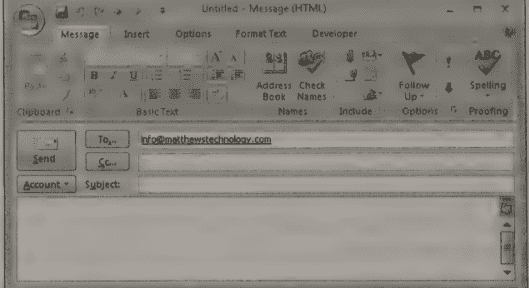 Untitled - Message (HTML)
Message Insert Options Format Text Developer
B I U A A
Address Book
Check Names
Follow Up
ABC
Spelling
Clipboard Basic Text Names Include Options Proofing
To...
info@matthewstechnology.com
Send
Cc...
Account Subject: